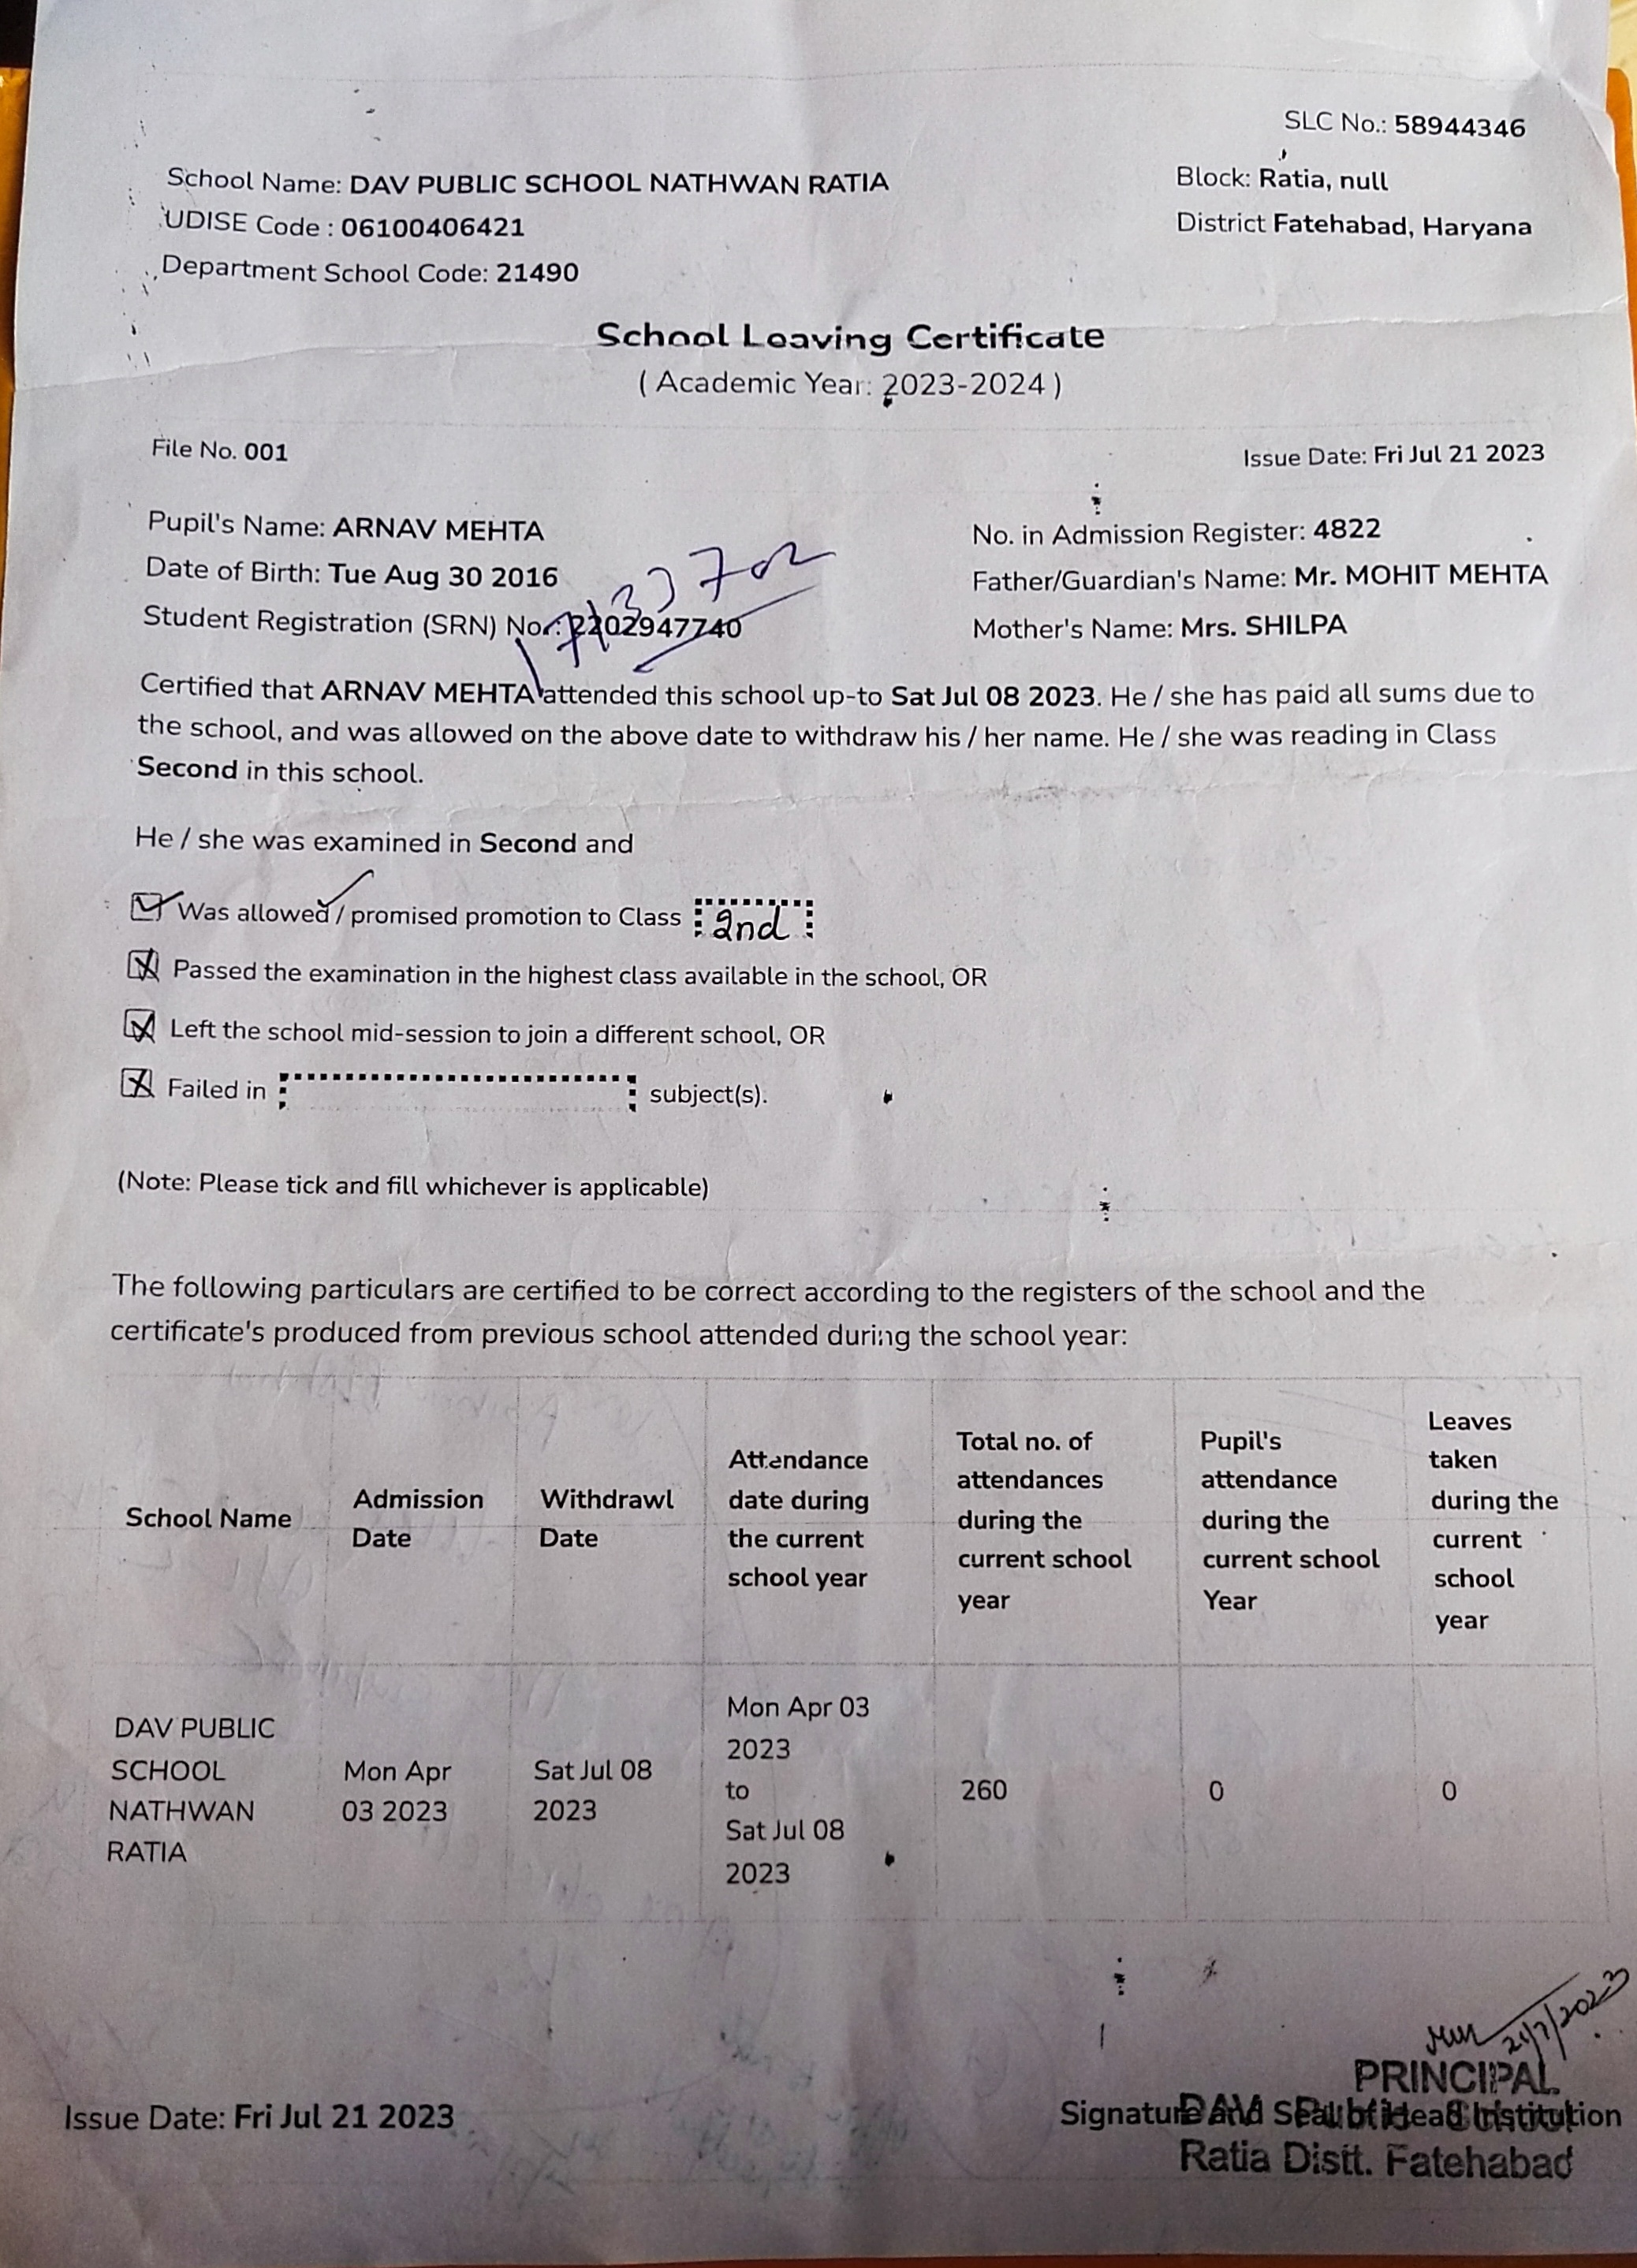 SLC No.: 58944346
School Name: DAV PUBLIC SCHOOL NATHWAN RATIA
Block: Ratia, null
UDISE Code : 06100406421
District Fatehabad, Haryana
Department School Code: 21490
School Leaving Certificate
( Academic Year: 2023-2024 )
File No. 001
Issue Date: Fri Jul 21 2023
Pupil's Name: ARNAV MEHTA
No. in Admission Register: 4822
Date of Birth: Tue Aug 30 2016
Father/Guardian's Name: Mr. MOHIT MEHTA
Student Registration (SRN) No.: 2202947740
Mother's Name: Mrs. SHILPA
Certified that ARNAV MEHTA attended this school up-to Sat Jul 08 2023. He / she has paid all sums due to
the school, and was allowed on the above date to withdraw his / her name. He / she was reading in Class
Second in this school.
He / she was examined in Second and
Was allowed / promised promotion to Class 2nd
Passed the examination in the highest class available in the school, OR
Left the school mid-session to join a different school, OR
Failed in subject(s).
(Note: Please tick and fill whichever is applicable)
The following particulars are certified to be correct according to the registers of the school and the
certificate's produced from previous school attended during the school year:
School Name
Admission
Date
Withdrawl
Date
Attendance
date during
the current
school year
Total no. of
attendances
during the
current school
year
Pupil's
attendance
during the
current school
Year
Leaves
taken
during the
current
school
year
DAV PUBLIC
SCHOOL
NATHWAN
RATIA
Mon Apr
03 2023
Sat Jul 08
2023
Mon Apr 03
2023
to
Sat Jul 08
2023
260
0
0
21/7/2023
PRINCIPAL
Issue Date: Fri Jul 21 2023
Signature and Seal of Head Institution
DAV Public School
Ratia Distt. Fatehabad